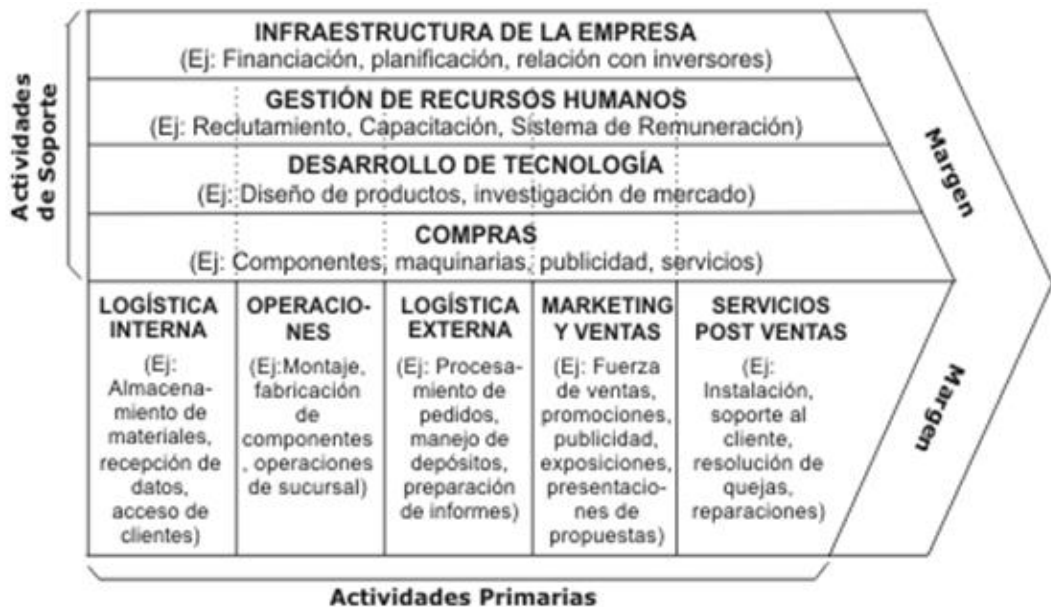 Actividades
de Soporte
INFRAESTRUCTURA DE LA EMPRESA
(Ej: Financiación, planificación, relación con inversores)
GESTIÓN DE RECURSOS HUMANOS
(Ej: Reclutamiento, Capacitación, Sistema de Remuneración)
DESARROLLO DE TECNOLOGÍA
(Ej: Diseño de productos, investigación de mercado)
COMPRAS
(Ej: Componentes, maquinarias, publicidad, servicios)
Margen
LOGÍSTICA
INTERNA
(Ej:
Almacena-
miento de
materiales,
recepción de
datos,
acceso de
clientes)
OPERACIO-
NES
(Ej:Montaje,
fabricación
de
componentes
, operaciones
de sucursal)
LOGÍSTICA
EXTERNA
(Ej: Procesa-
miento de
pedidos,
manejo de
depósitos,
preparación
de informes)
MARKETING
Y VENTAS
(Ej: Fuerza
de ventas,
promociones,
publicidad,
exposiciones,
presentacio-
nes de
propuestas)
SERVICIOS
POST VENTAS
(Ej:
Instalación,
soporte al
cliente,
resolución de
quejas,
reparaciones)
Margen
Actividades Primarias